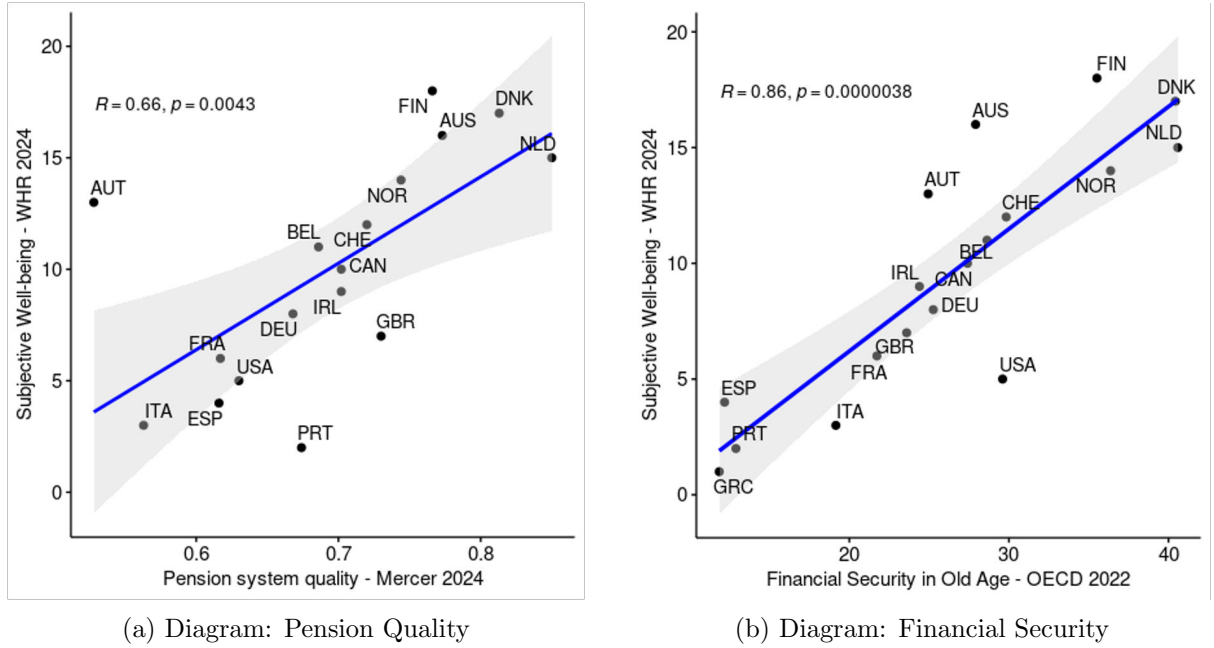 20
15
10
5
0
Subjective Well-being - WHR 2024
R = 0.66, p = 0.0043
FIN
DNK
AUS
NLD
AUT
NOR
BEL
CHE
CAN
IRL
DEU
GBR
FRA
USA
ITA
ESP
PRT
0.6 0.7 0.8
Pension system quality - Mercer 2024
(a) Diagram: Pension Quality
20
15
10
5
0
Subjective Well-being - WHR 2024
R = 0.86, p = 0.0000038
FIN
DNK
AUS
NLD
AUT
NOR
CHE
BEL
IRL
CAN
DEU
GBR
FRA
USA
ESP
ITA
PRT
GRC
20 30 40
Financial Security in Old Age - OECD 2022
(b) Diagram: Financial Security